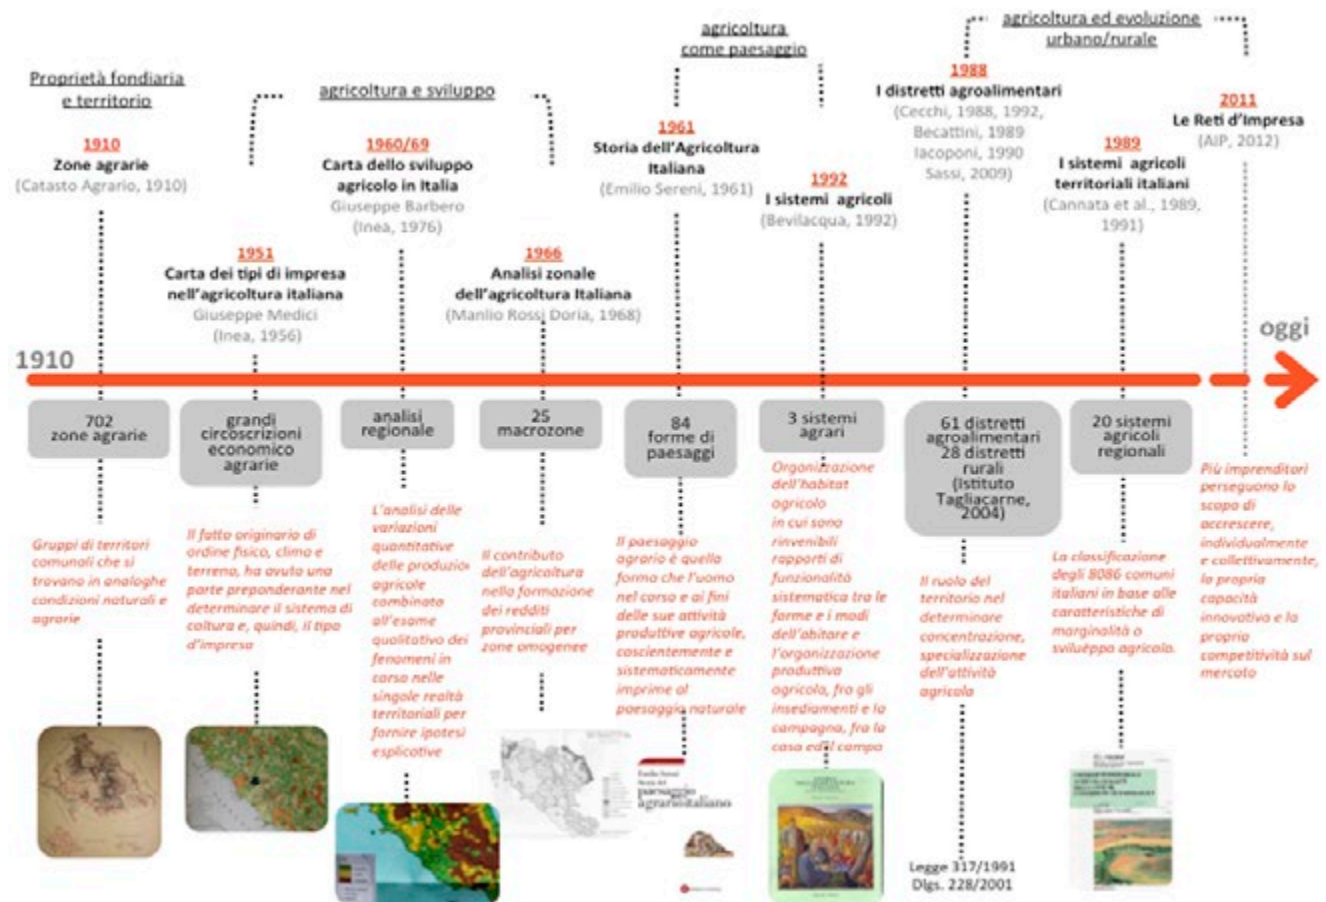 Proprietà fondiaria
e territorio
1910
Zone agrarie
(Catasto Agrario, 1910)
702
zone agrarie
Gruppi di territori
comunali che si
trovano in analoghe
condizioni naturali e
agrarie
agricoltura e sviluppo
1951
Carta dei tipi di impresa
nell'agricoltura italiana
Giuseppe Medici
(Inea, 1956)
grandi
circoscrizioni
economico
agrarie
Il fatto originario di
ordine fisico, clima e
terreno, ha avuto una
parte preponderante nel
determinare il sistema di
coltura e, quindi, il tipo
d'impresa
1960/69
Carta dello sviluppo
agricolo in Italia
Giuseppe Barbero
(Inea, 1976)
analisi
regionale
L'analisi delle
variazioni
quantitative
delle produzio
agricole
combinata
all'esame
qualitativo dei
fenomeni in
corso nelle
singole realtà
territoriali per
fornire ipotesi
esplicative
1966
Analisi zonale
dell'agricoltura Italiana
(Manlio Rossi Doria, 1968)
25
macrozone
Il contributo
dell'agricoltura
nella formazione
dei redditi
provinciali per
zone omogenee
agricoltura
come paesaggio
1961
Storia dell'Agricoltura
Italiana
(Emilio Sereni, 1961)
84
forme di
paesaggi
Il paesaggio
agrario è quella
forma che l'uomo
nel corso e ai fini
delle sue attività
produttive agricole,
coscientemente e
sistematicamente
imprime al
paesaggio naturale
Emilio Sereni
Storia del
paesaggio
agrarioitaliano
1992
I sistemi agricoli
(Bevilacqua, 1992)
3 sistemi
agrari
Organizzazione
dell'habitat
agricolo
in cui sono
rinvenibili
rapporti di
funzionalità
sistematica tra le
forme e i modi
dell'abitare e
l'organizzazione
produttiva
agricola, fra gli
insediamenti e la
campagna, fra la
casa ed il campo
agricoltura ed evoluzione
urbano/rurale
1988
I distretti agroalimentari
(Cecchi, 1988, 1992,
Becattini, 1989
Iacoponi, 1990
Sassi, 2009)
61 distretti
agroalimentari
28 distretti
rurali
(Istituto
Tagliacarne,
2004)
Il ruolo del
territorio nel
determinare
concentrazione,
specializzazione
dell'attività
agricola
Legge 317/1991
Dlgs. 228/2001
1989
I sistemi agricoli
territoriali italiani
(Cannata et al., 1989,
1991)
20 sistemi
agricoli
regionali
La classificazione
degli 8086 comuni
italiani in base alle
caratteristiche di
marginalità o
sviluppo agricolo.
2011
Le Reti d'Impresa
(AIP, 2012)
Più imprenditori
perseguono lo
scopo di
accrescere,
individualmente
e collettivamente,
la propria
capacità
innovativa e la
propria
competitività sul
mercato
1910
oggi